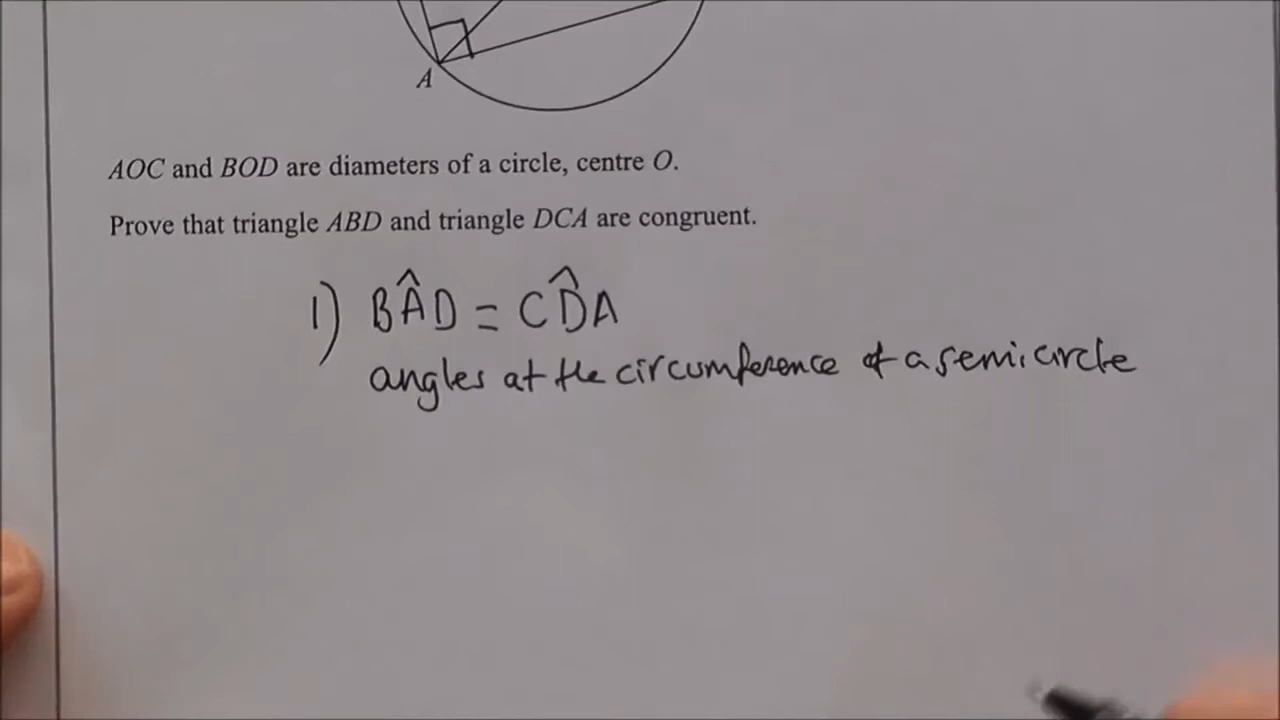 A
AOC and BOD are diameters of a circle, centre O.
Prove that triangle ABD and triangle DCA are congruent.
1) BÂD = CD̂A
angles at the circumference of a semicircle